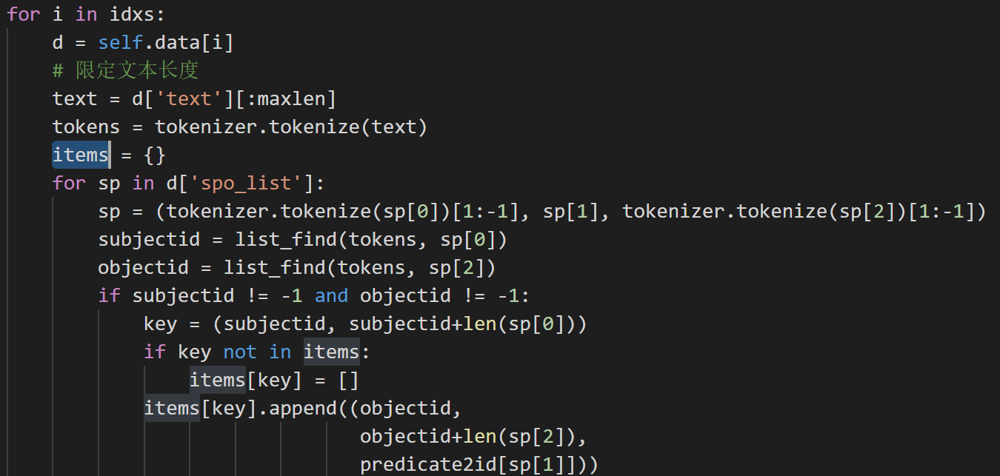 for i in idxs:
    d = self.data[i]
    # 限定文本长度
    text = d['text'][:maxlen]
    tokens = tokenizer.tokenize(text)
    items = {}
    for sp in d['spo_list']:
        sp = (tokenizer.tokenize(sp[0])[1:-1], sp[1], tokenizer.tokenize(sp[2])[1:-1])
        subjectid = list_find(tokens, sp[0])
        objectid = list_find(tokens, sp[2])
        if subjectid != -1 and objectid != -1:
            key = (subjectid, subjectid+len(sp[0]))
            if key not in items:
                items[key] = []
            items[key].append((objectid,
                               objectid+len(sp[2]),
                               predicate2id[sp[1]]))